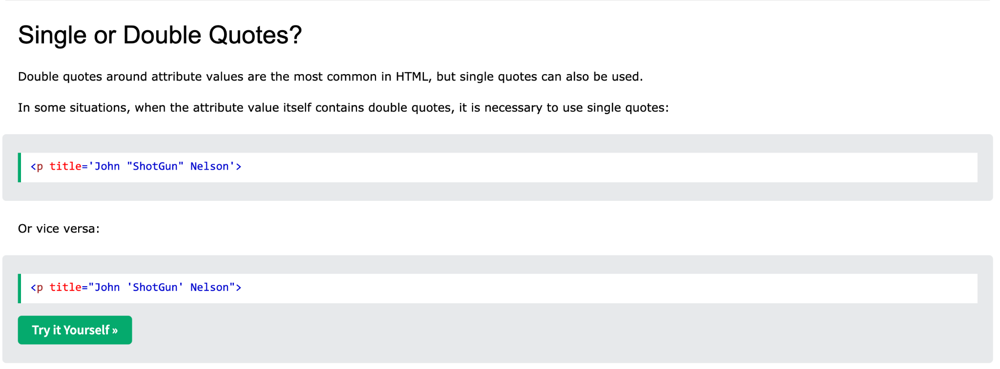 Single or Double Quotes?
Double quotes around attribute values are the most common in HTML, but single quotes can also be used.
In some situations, when the attribute value itself contains double quotes, it is necessary to use single quotes:
<p title='John "ShotGun" Nelson'>
Or vice versa:
<p title="John 'ShotGun' Nelson">
Try it Yourself »